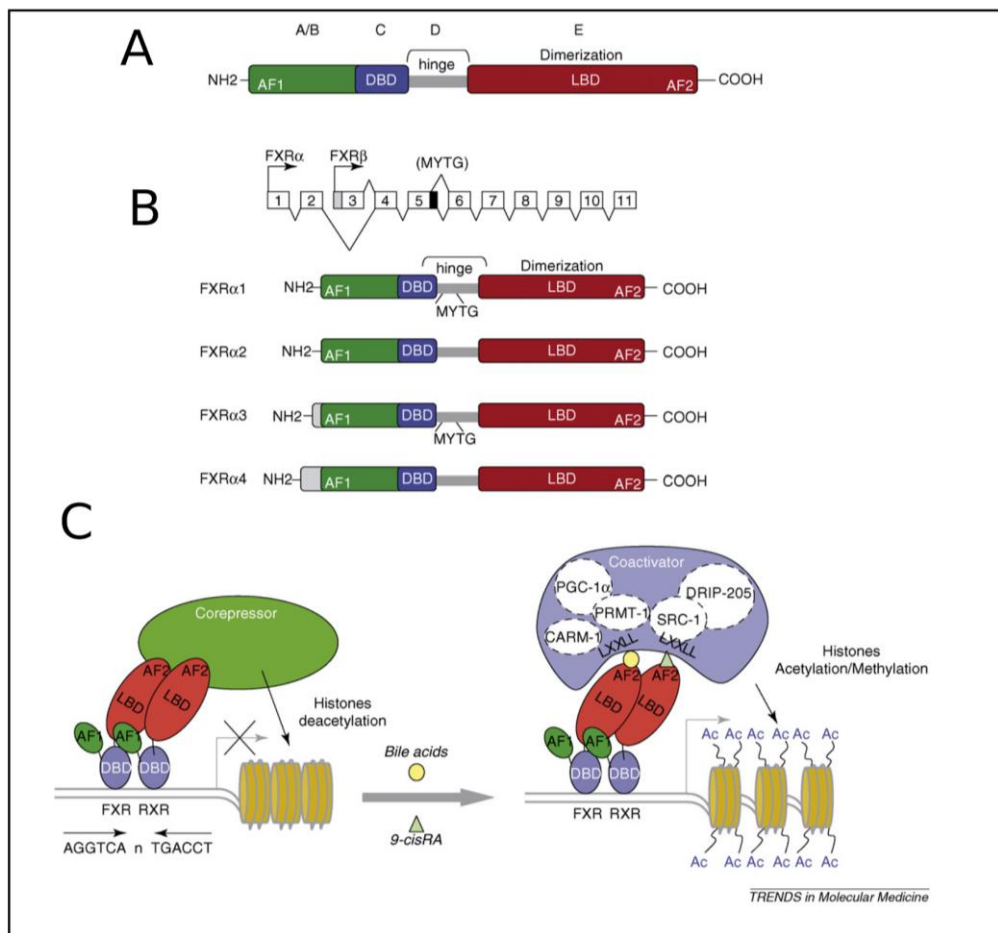 A
A/B C D E
hinge Dimerization
NH2 AF1 DBD LBD AF2 COOH
B
FXRα FXRβ (MYTG)
1 2 3 4 5 6 7 8 9 10 11
hinge Dimerization
FXRα1 NH2 AF1 DBD LBD AF2 COOH
MYTG
FXRα2 NH2 AF1 DBD LBD AF2 COOH
FXRα3 NH2 AF1 DBD LBD AF2 COOH
MYTG
FXRα4 NH2 AF1 DBD LBD AF2 COOH
C
Corepressor
AF2 AF2
LBD LBD
AF1 AF1
DBD DBD
FXR RXR
AGGTCA n TGACCT
Histones
deacetylation
Bile acids
9-cisRA
Coactivator
PGC-1α
DRIP-205
PRMT-1
SRC-1
CARM-1
LXXLL LXXLL
AF2 AF2
LBD LBD
AF1 AF1
DBD DBD
FXR RXR
Histones
Acetylation/Methylation
Ac Ac Ac Ac Ac Ac
Ac Ac Ac Ac Ac Ac
TRENDS in Molecular Medicine